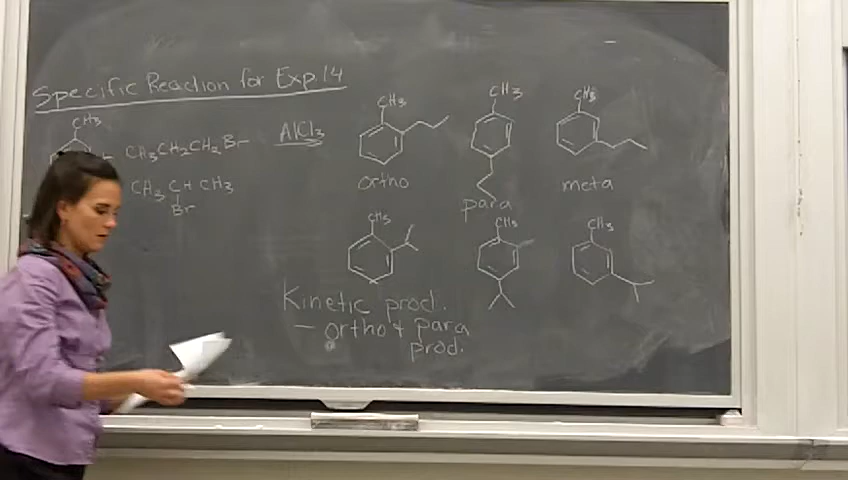 Specific Reaction for Exp. 14
CH3
CH3CH2CH2Br
AlCl3
CH3CHCH3
Br
CH3
ortho
CH3
para
CH3
meta
CH3
CH3
CH3
Kinetic prod.
- ortho + para
prod.